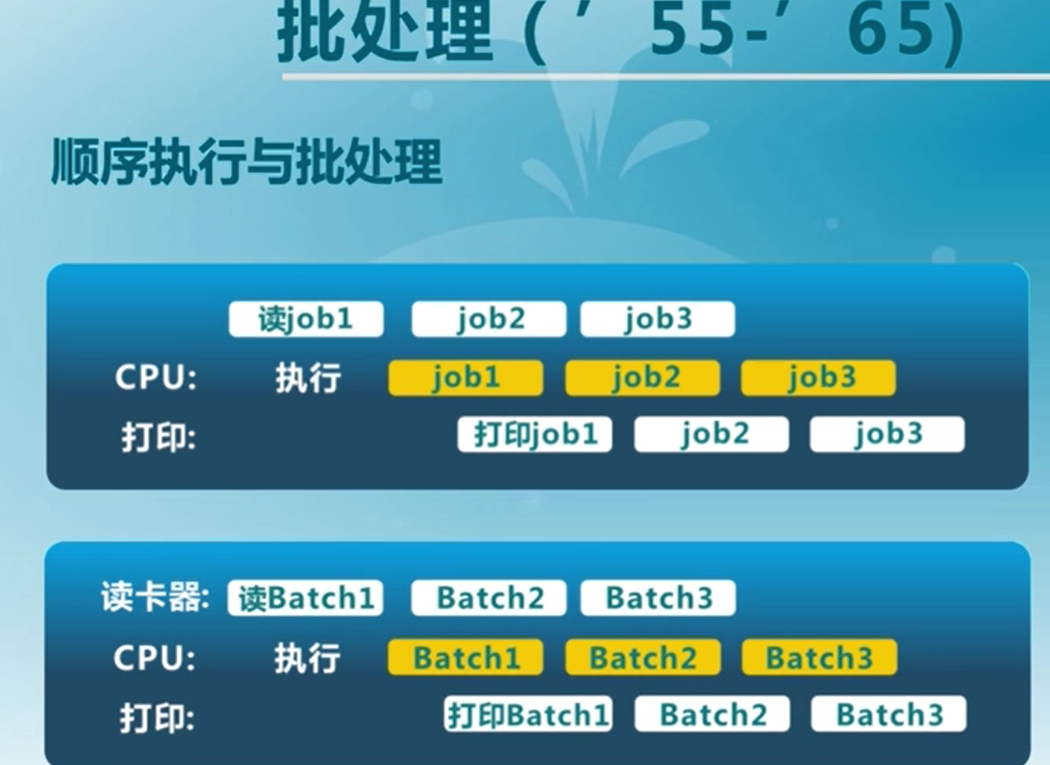 批处理(’55-’65)
顺序执行与批处理
读job1 job2 job3
CPU: 执行 job1 job2 job3
打印: 打印job1 job2 job3
读卡器: 读Batch1 Batch2 Batch3
CPU: 执行 Batch1 Batch2 Batch3
打印: 打印Batch1 Batch2 Batch3